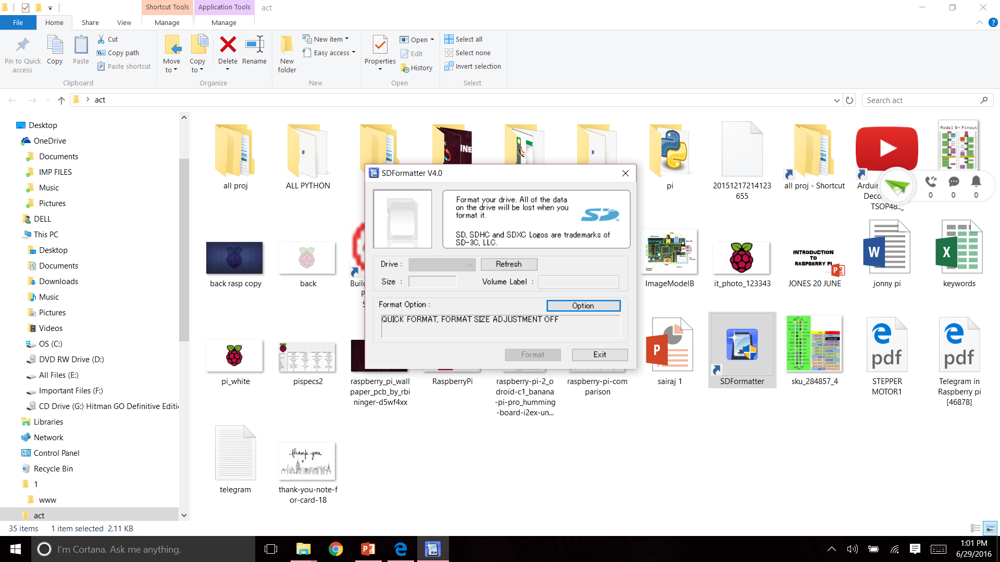 Shortcut Tools
Application Tools
act
File
Home
Share
View
Manage
Manage
Pin to Quick access
Copy
Paste
Cut
Copy path
Paste shortcut
Clipboard
Move to
Copy to
Delete
Rename
Organize
New folder
New item
Easy access
New
Properties
Open
Edit
History
Open
Select all
Select none
Invert selection
Select
act
Search act
Desktop
OneDrive
Documents
IMP FILES
Music
Pictures
DELL
This PC
Desktop
Documents
Downloads
Music
Pictures
Videos
OS (C:)
DVD RW Drive (D:)
All Files (E:)
Important Files (F:)
CD Drive (G:) Hitman GO Definitive Editi
Libraries
Network
Control Panel
Recycle Bin
1
www
act
all proj
ALL PYTHON
pi
20151217214123
655
all proj - Shortcut
Arduin
Deco
TSOP48.._
Model B+ Pinout
0
0
0
SDFormatter V4.0
Format your drive. All of the data
on the drive will be lost when you
format it.
SD, SDHC and SDXC Logos are trademarks of
SD-3C, LLC.
Drive :
Refresh
Size :
Volume Label :
Format Option :
Option
QUICK FORMAT, FORMAT SIZE ADJUSTMENT OFF
Format
Exit
back rasp copy
back
Builc
ImageModelB
it_photo_123343
INTRODUCTION
TO
RASPBERRY PI
JONES 20 JUNE
jonny pi
keywords
pi_white
pispecs2
raspberry_pi_wall
paper_pcb_by_rbi
ninger-d5wf4xx
RaspberryPi
raspberry-pi-2_o
droid-c1_banana
-pi-pro_humming
-board-i2ex-un...
raspberry-pi-com
parison
sairaj 1
SDFormatter
sku_284857_4
pdf
STEPPER
MOTOR1
pdf
Telegram in
Raspberry pi
[46878]
telegram
thank you
thank-you-note-f
or-card-18
35 items
1 item selected 2.11 KB
I'm Cortana. Ask me anything.
1:01 PM
6/29/2016